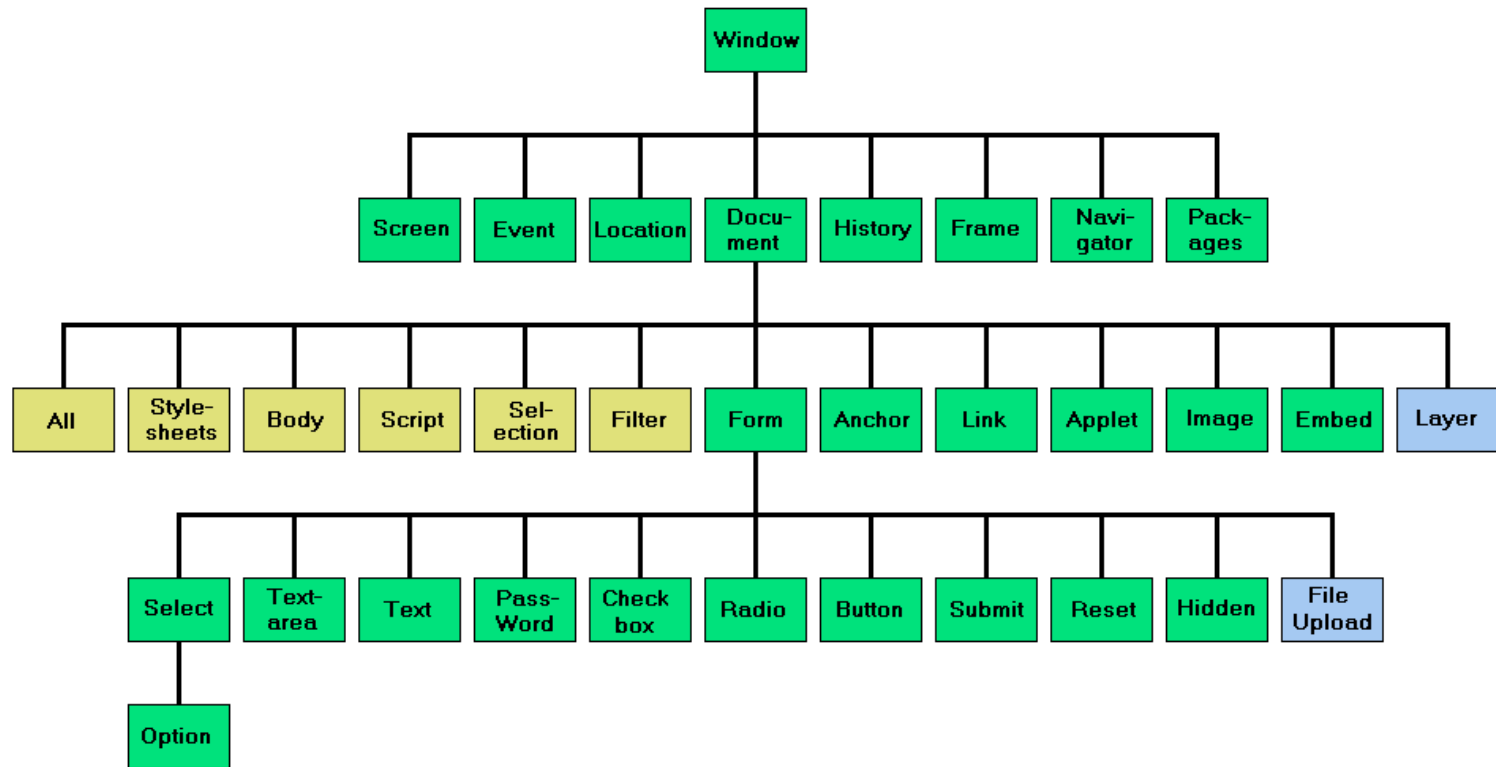 Window
Screen
Event
Location
Docu-
ment
History
Frame
Navi-
gator
Pack-
ages
All
Style-
sheets
Body
Script
Sel-
ection
Filter
Form
Anchor
Link
Applet
Image
Embed
Layer
Select
Text-
area
Text
Pass-
Word
Check
box
Radio
Button
Submit
Reset
Hidden
File
Upload
Option